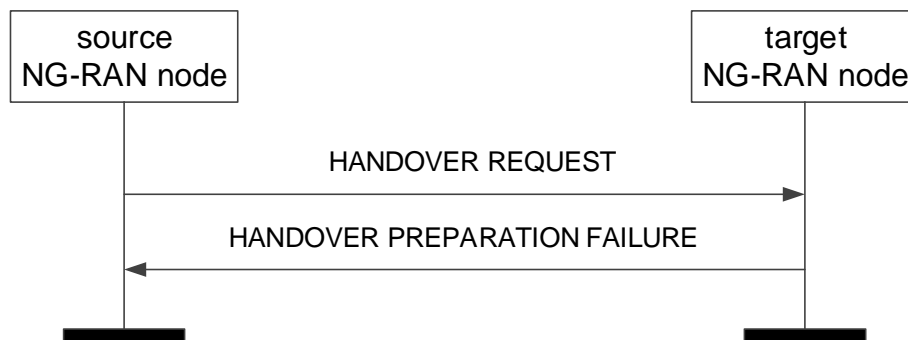 source
NG-RAN node
target
NG-RAN node
HANDOVER REQUEST
HANDOVER PREPARATION FAILURE